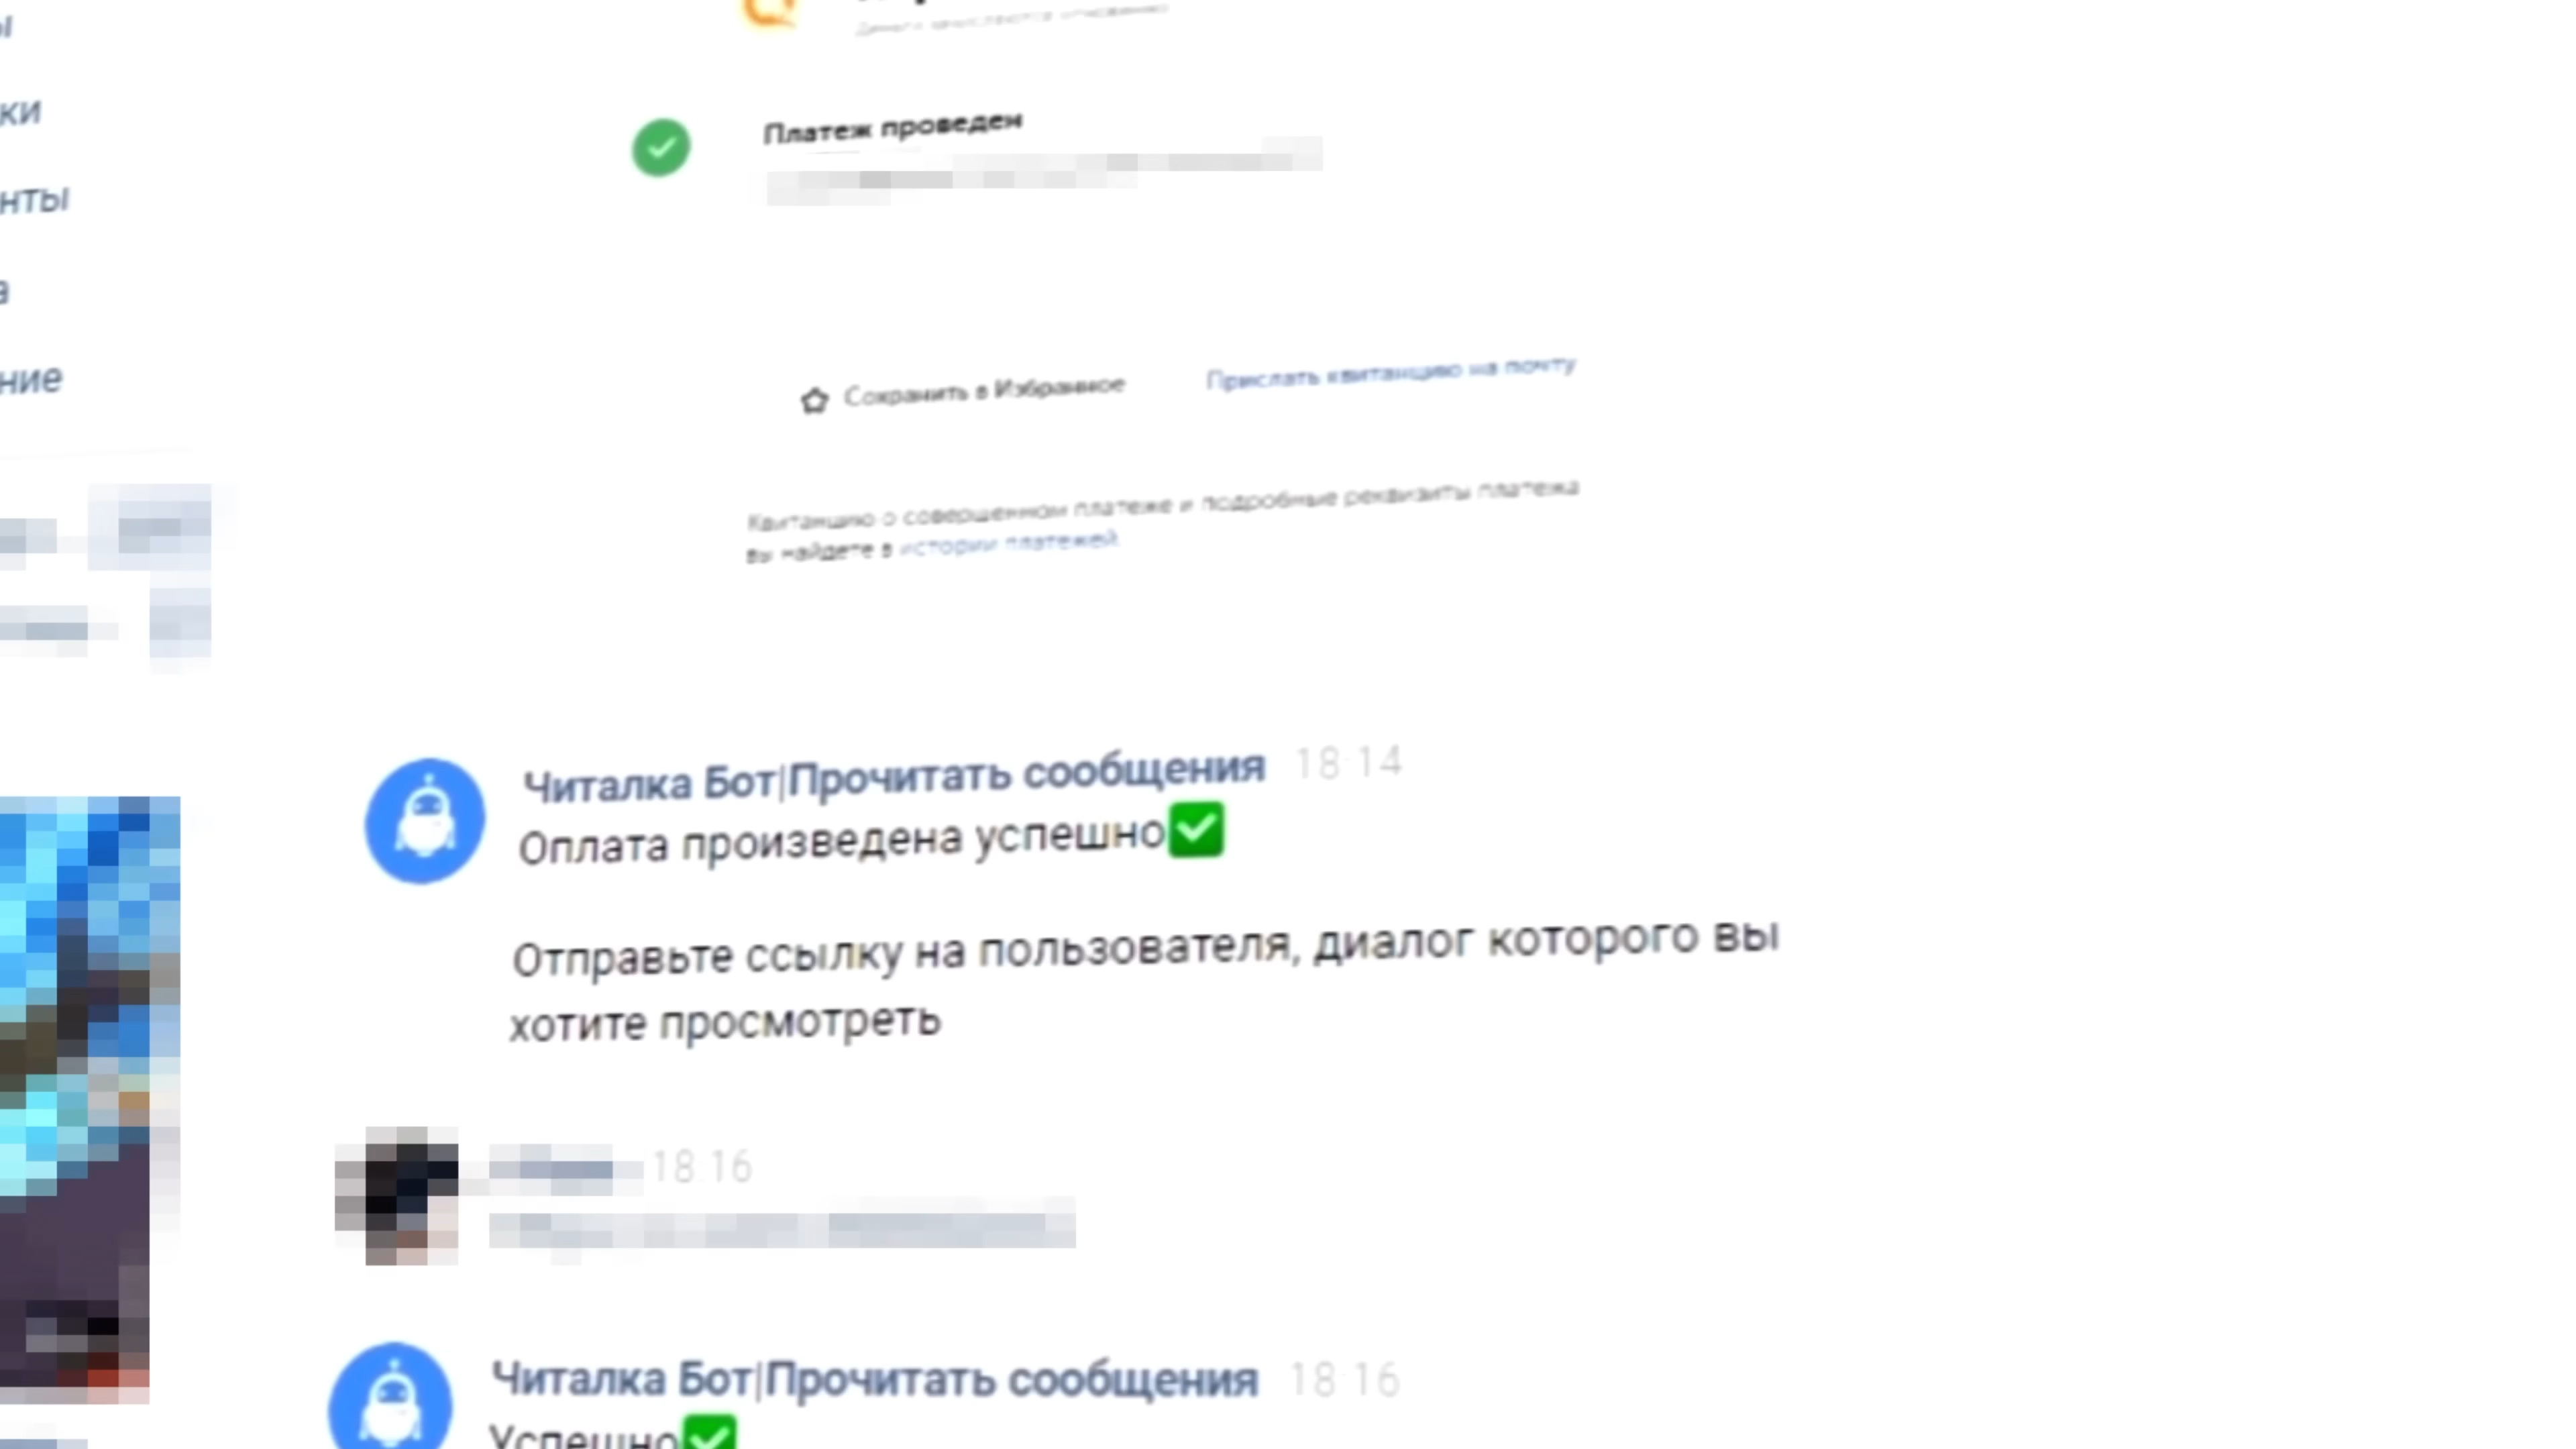 ки
нты
ние
Платеж проведен
Сохранить в Избранное
Прислать квитанцию на почту
Квитанцию о совершенном платеже и подробные реквизиты платежа
вы найдете в истории платежей.
Читалка Бот|Прочитать сообщения 18:14
Оплата произведена успешно✅
Отправьте ссылку на пользователя, диалог которого вы
хотите просмотреть
18:16
Читалка Бот|Прочитать сообщения 18:16
Успешно✅